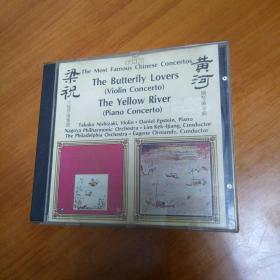 The Most Famous Chinese Concertos
梁祝
黄河
The Butterfly Lovers
(Violin Concerto)
The Yellow River
(Piano Concerto)
Takako Nishizaki, Violin • Daniel Epstein, Piano
Nagoya Philharmonic Orchestra • Lim Kek-tjiang, Conductor
The Philadelphia Orchestra • Eugene Ormandy, Conductor